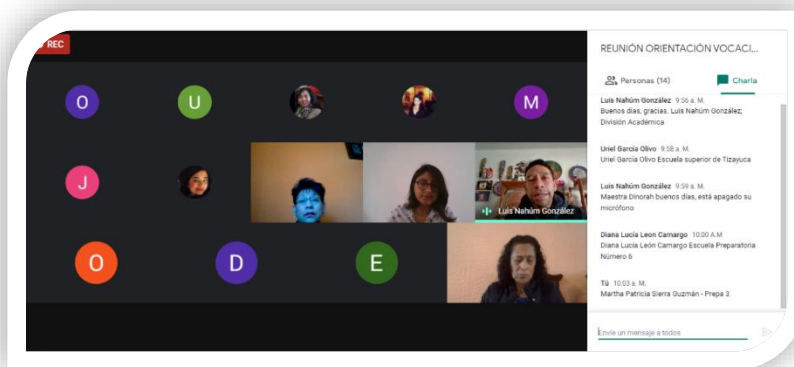 REC
REUNIÓN ORIENTACIÓN VOCACI...
Personas (14)
Charla
Luis Nahúm González 9:56 a. M.
Buenos días, gracias. Luis Nahúm González;
División Académica
Uriel García Olivo 9:58 a. M.
Uriel García Olivo Escuela superior de Tizayuca
Luis Nahúm González 9:59 a. M.
Maestra Dinorah buenos días, está apagado su
micrófono
Diana Lucía Leon Camargo 10:00 A.M
Diana Lucía León Camargo Escuela Preparatoria
Número 6
Tú 10:03 a. M.
Martha Patricia Sierra Guzmán - Prepa 3
Envíe un mensaje a todos
O
U
M
J
Luis Nahúm González
O
D
E